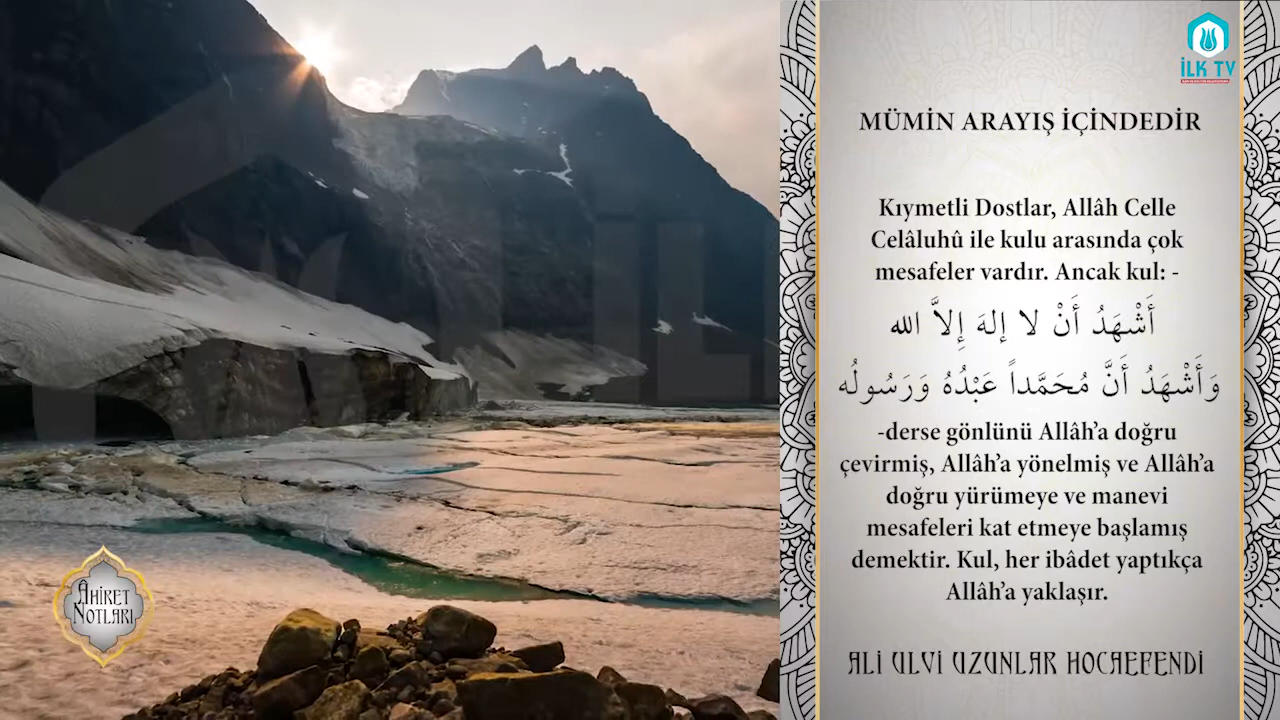 İLK TV
MÜMİN ARAYIŞ İÇİNDEDİR
Kıymetli Dostlar, Allâh Celle
Celâluhû ile kulu arasında çok
mesafeler vardır. Ancak kul: -
أَشْهَدُ أَنْ لا إلهَ إِلاَّ الله
وَأَشْهَدُ أَنَّ مُحَمَّداً عَبْدُهُ وَرَسُولُه
-derse gönlünü Allâh’a doğru
çevirmiş, Allâh’a yönelmiş ve Allâh’a
doğru yürümeye ve manevi
mesafeleri kat etmeye başlamış
demektir. Kul, her ibâdet yaptıkça
Allâh’a yaklaşır.
ALİ ULVİ UZUNLAR HOCAEFENDİ
AHİRET
NOTLARI